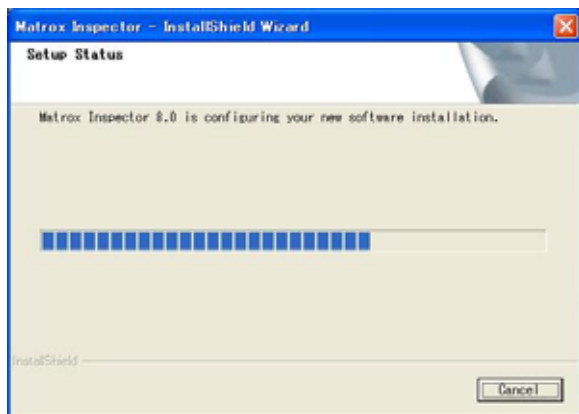 Matrox Inspector - InstallShield Wizard
Setup Status
Matrox Inspector 8.0 is configuring your new software installation.
InstallShield
Cancel